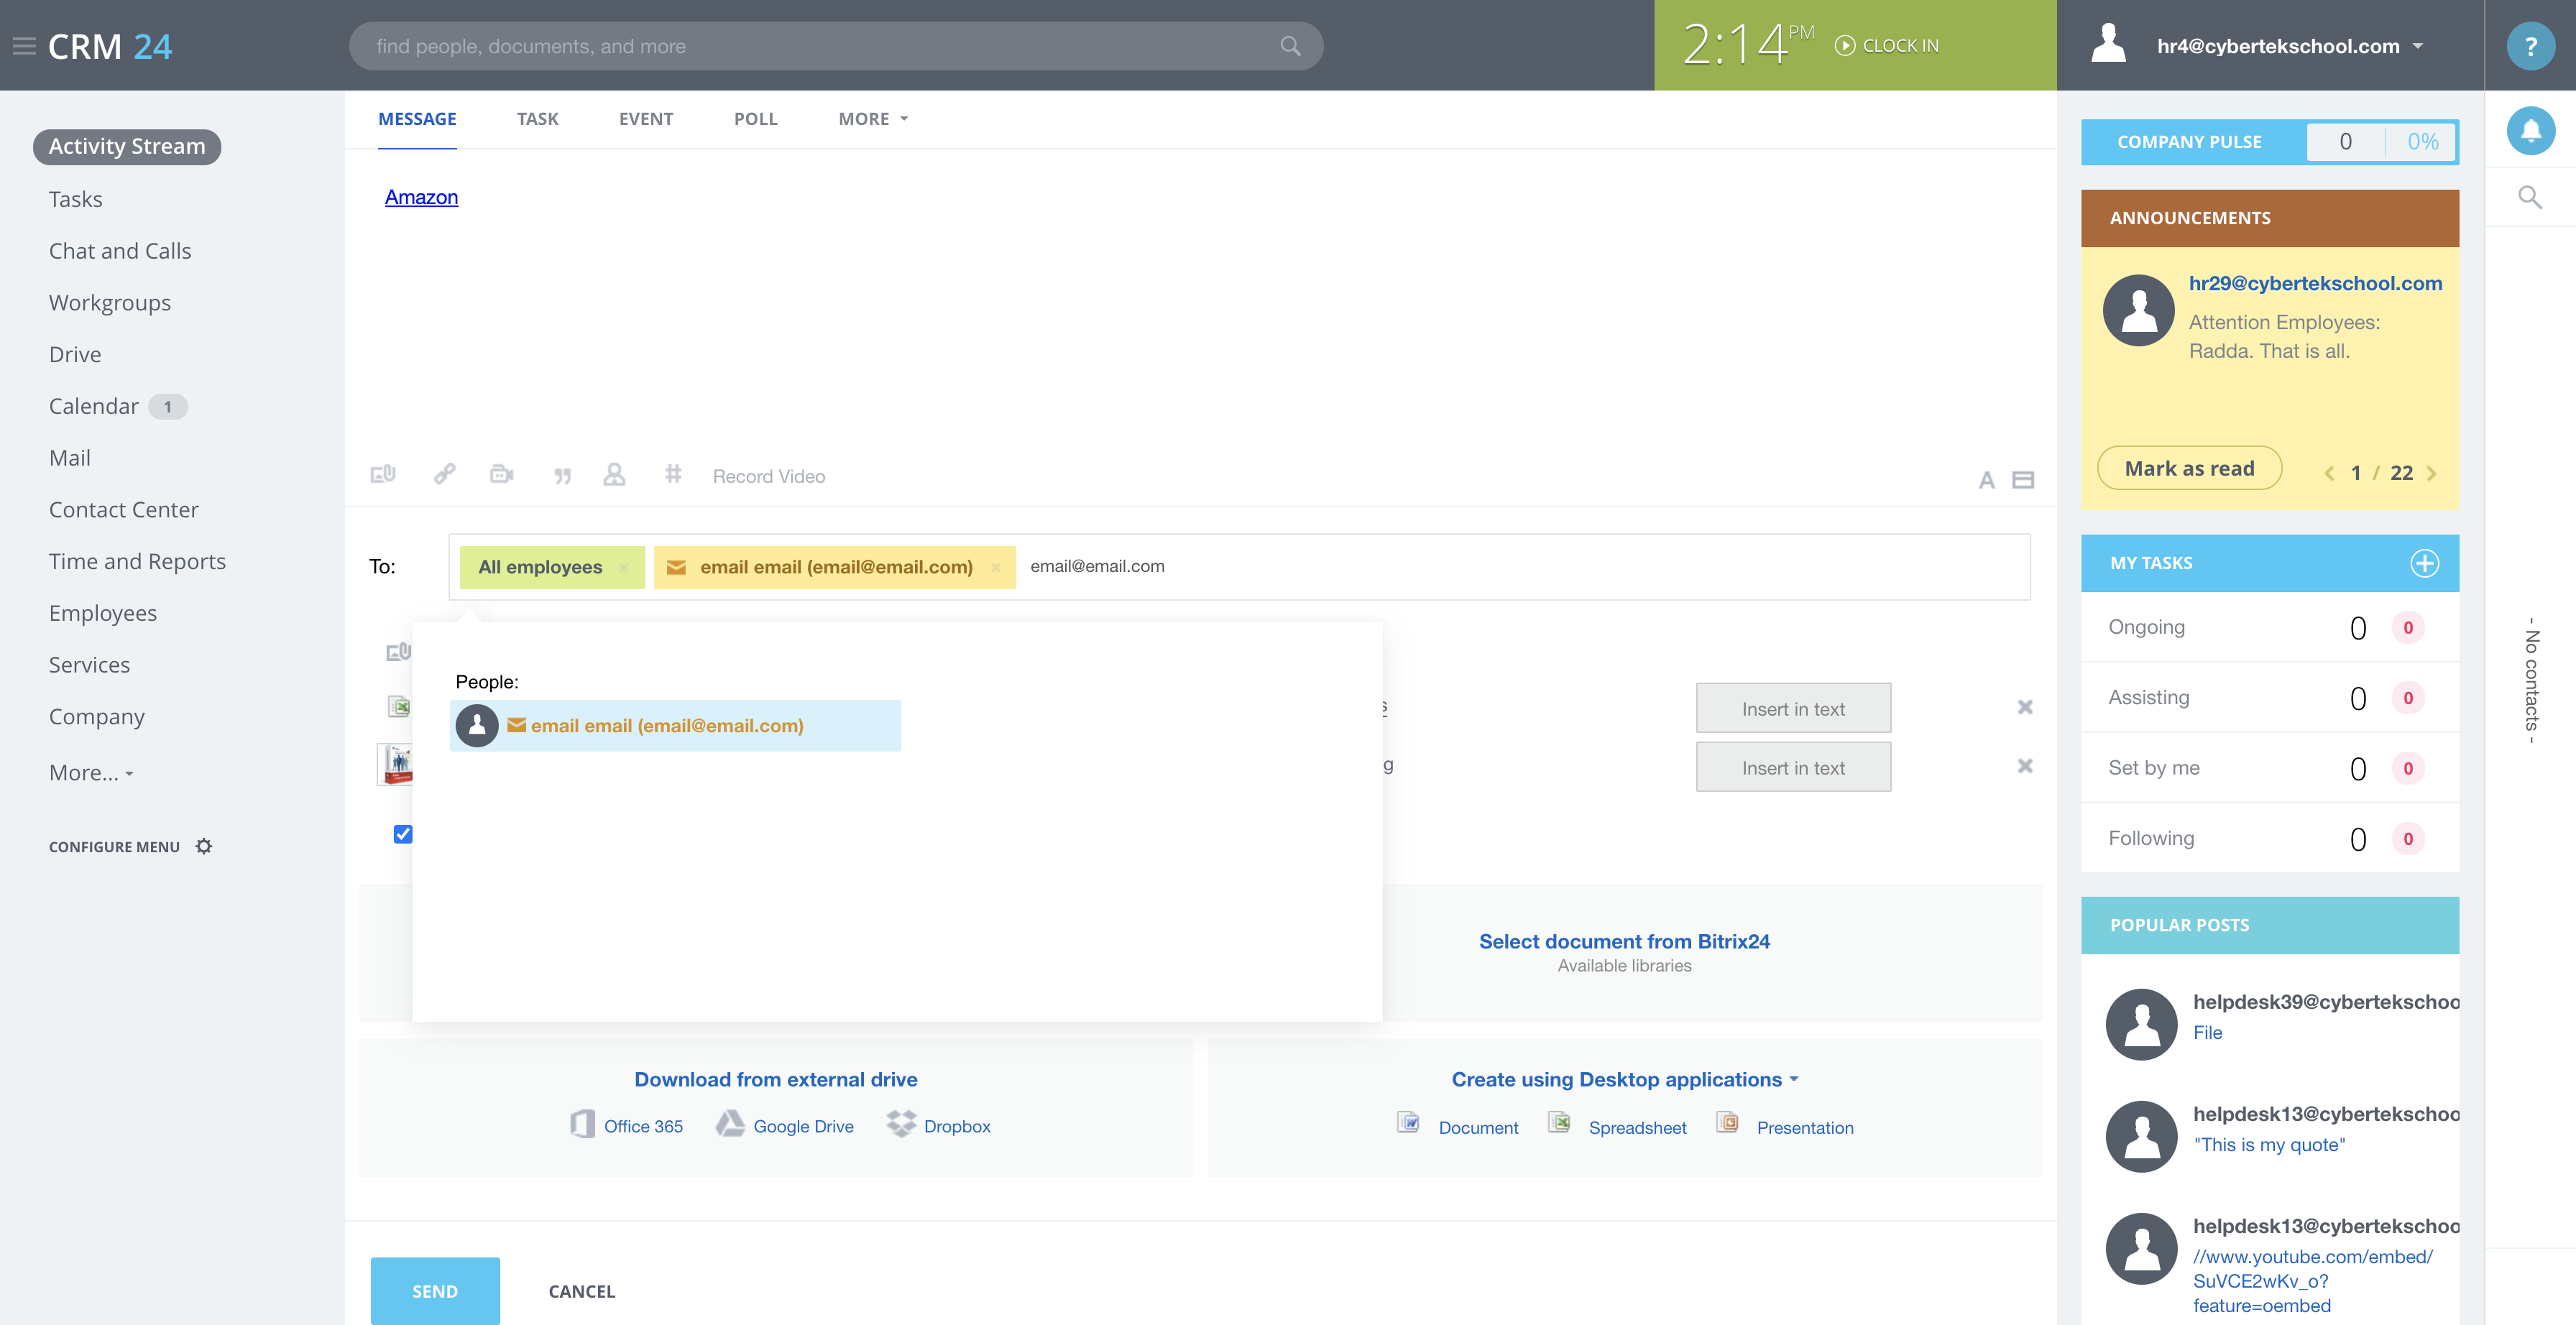 CRM 24
find people, documents, and more
2:14 PM CLOCK IN
hr4@cybertekschool.com
?
Activity Stream
Tasks
Chat and Calls
Workgroups
Drive
Calendar 1
Mail
Contact Center
Time and Reports
Employees
Services
Company
More...
CONFIGURE MENU
MESSAGE TASK EVENT POLL MORE
Amazon
Record Video
A
To: All employees × email email (email@email.com) × email@email.com
People:
email email (email@email.com)
Insert in text
g Insert in text
Select document from Bitrix24
Available libraries
Download from external drive
Office 365 Google Drive Dropbox
Create using Desktop applications
Document Spreadsheet Presentation
SEND CANCEL
COMPANY PULSE 0 0%
ANNOUNCEMENTS
hr29@cybertekschool.com
Attention Employees:
Radda. That is all.
Mark as read 1 / 22
MY TASKS
Ongoing 0 0
Assisting 0 0
Set by me 0 0
Following 0 0
POPULAR POSTS
helpdesk39@cybertekschoo
File
helpdesk13@cybertekschoo
"This is my quote"
helpdesk13@cybertekschoo
//www.youtube.com/embed/
SuVCE2wKv_o?
feature=oembed
- No contacts -